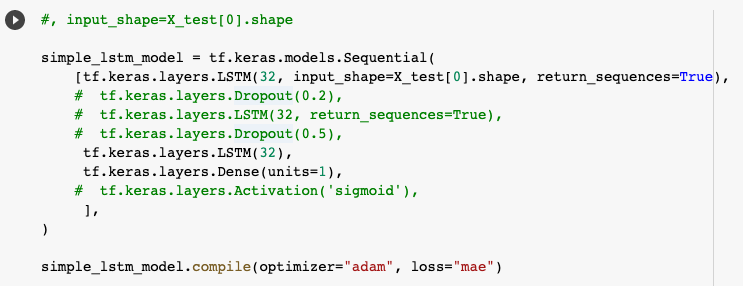 #, input_shape=X_test[0].shape
simple_lstm_model = tf.keras.models.Sequential(
[tf.keras.layers.LSTM(32, input_shape=X_test[0].shape, return_sequences=True),
#  tf.keras.layers.Dropout(0.2),
#  tf.keras.layers.LSTM(32, return_sequences=True),
#  tf.keras.layers.Dropout(0.5),
tf.keras.layers.LSTM(32),
tf.keras.layers.Dense(units=1),
#  tf.keras.layers.Activation('sigmoid'),
],
)
simple_lstm_model.compile(optimizer="adam", loss="mae")